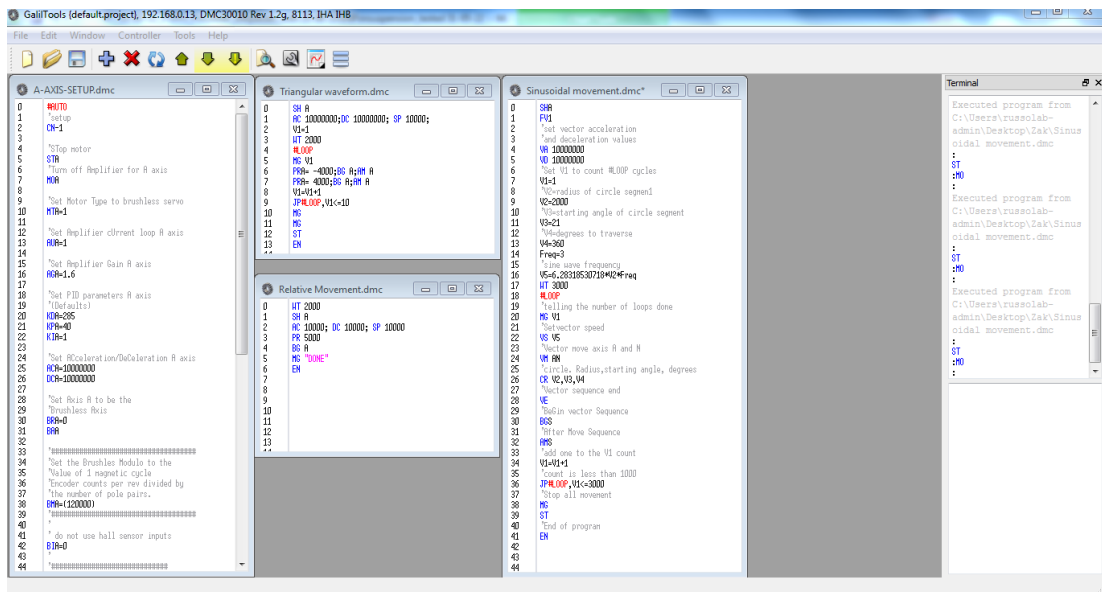 GalilTools (default.project), 192.168.0.13, DMC30010 Rev 1.2g, 8113, IHA IHB
File Edit Window Controller Tools Help
A-AXIS-SETUP.dmc
0 #AUTO
1 'setup
2 CN-1
3
4 'STop motor
5 STA
6 'Turn off Amplifier for A axis
7 MOA
8
9 'Set Motor Type to brushless servo
10 MTA=1
11
12 'Set Amplifier cUrrent loop A axis
13 AUA=1
14
15 'Set Amplifier Gain A axis
16 AGA=1.6
17
18 'Set PID parameters A axis
19 '(Defaults)
20 KDA=285
21 KPA=40
22 KIA=1
23
24 'Set ACceleration/DeCeleration A axis
25 ACA=10000000
26 DCA=10000000
27
28 'Set Axis A to be the
29 'Brushless Axis
30 BRA=0
31 BAA
32
33 '####################################
34 'Set the Brushles Modulo to the
35 'Value of 1 magnetic cycle
36 'Encoder counts per rev divided by
37 'the number of pole pairs.
38 BMA=(120000)
39 '####################################
40 '
41 ' do not use hall sensor inputs
42 BIA=0
43 '
44 '#############################
Triangular waveform.dmc
0 SH A
1 AC 10000000;DC 10000000; SP 10000;
2 V1=1
3 WT 2000
4 #LOOP
5 MG V1
6 PRA= -4000;BG A;AM A
7 PRA= 4000;BG A;AM A
8 V1=V1+1
9 JP#LOOP,V1<=10
10 MG
11 MG
12 ST
13 EN
Relative Movement.dmc
0 WT 2000
1 SH A
2 AC 10000; DC 10000; SP 10000
3 PR 5000
4 BG A
5 MG "DONE"
6 EN
7
8
9
10
11
12
13
Sinusoidal movement.dmc*
0 SHA
1 FV1
2 'set vector acceleration
3 'and deceleration values
4 VA 10000000
5 VD 10000000
6 'Set V1 to count #LOOP cycles
7 V1=1
8 'V2=radius of circle segmen1
9 V2=2000
10 'V3=starting angle of circle segment
11 V3=21
12 'V4=degrees to traverse
13 V4=360
14 Freq=3
15 'sine wave frequency
16 V5=6.28318530718*V2*Freq
17 WT 3000
18 #LOOP
19 'telling the number of loops done
20 MG V1
21 'Setvector speed
22 VS V5
23 'Vector move axis A and N
24 VM AN
25 'circle. Radius,starting angle, degrees
26 CR V2,V3,V4
27 'Vector sequence end
28 VE
29 'BeGin vector Sequence
30 BGS
31 'After Move Sequence
32 AMS
33 'add one to the V1 count
34 V1=V1+1
35 'count is less than 1000
36 JP#LOOP,V1<=3000
37 'Stop all movement
38 MG
39 ST
40 'End of program
41 EN
42
43
44
Terminal
Executed program from
C:\Users\russolab-
admin\Desktop\Zak\Sinus
oidal movement.dmc
:
ST
:MO
:
Executed program from
C:\Users\russolab-
admin\Desktop\Zak\Sinus
oidal movement.dmc
:
ST
:MO
:
Executed program from
C:\Users\russolab-
admin\Desktop\Zak\Sinus
oidal movement.dmc
:
ST
:MO
: